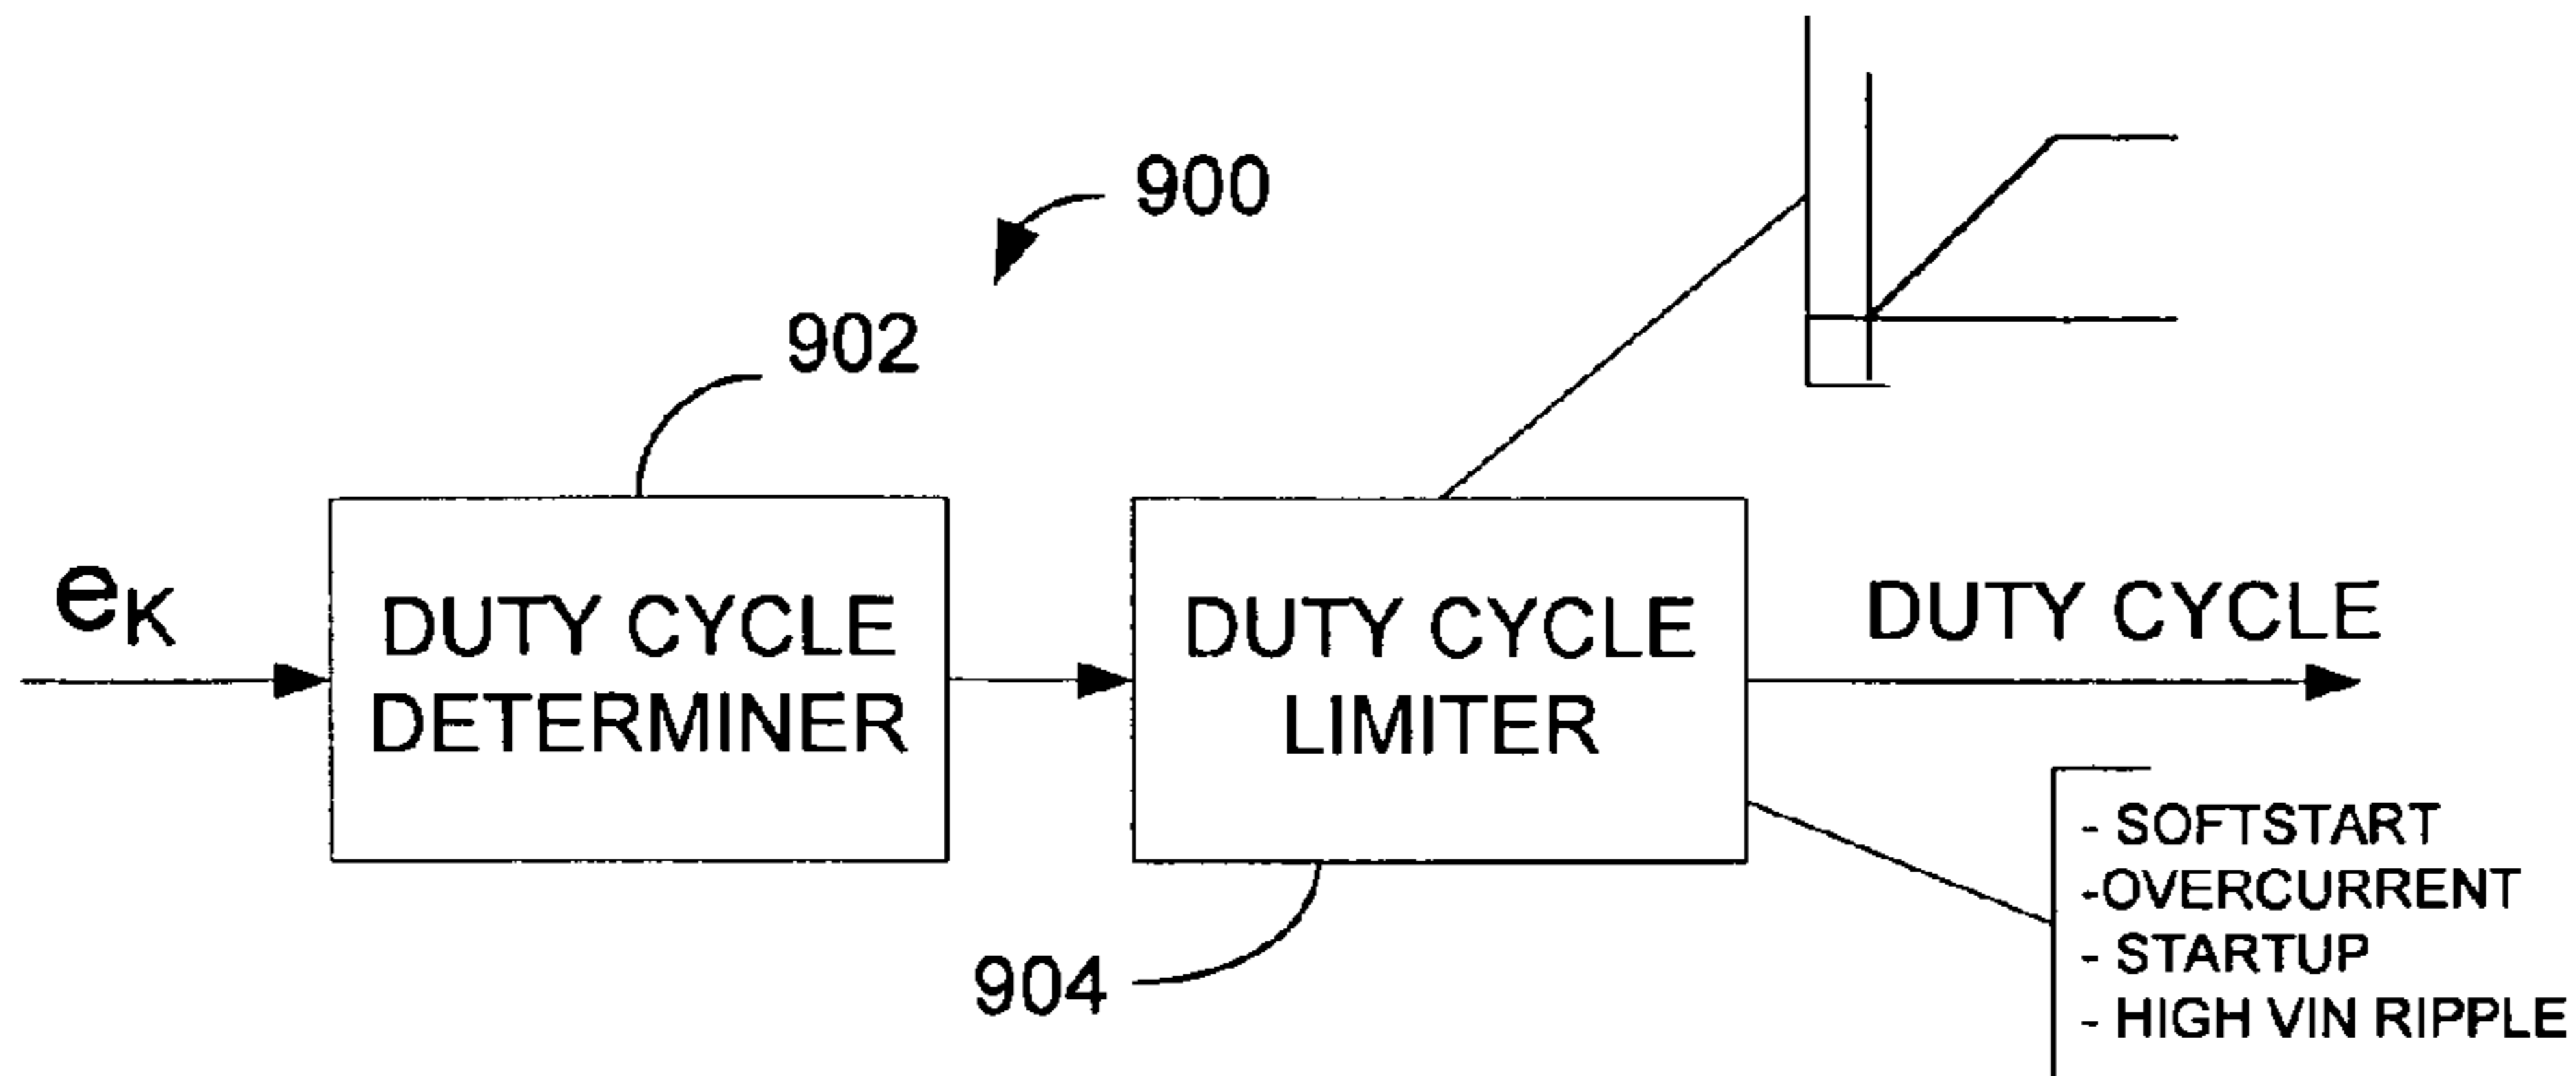 900
902
eK
DUTY CYCLE
DETERMINER
DUTY CYCLE
LIMITER
DUTY CYCLE
- SOFTSTART
-OVERCURRENT
- STARTUP
- HIGH VIN RIPPLE
904